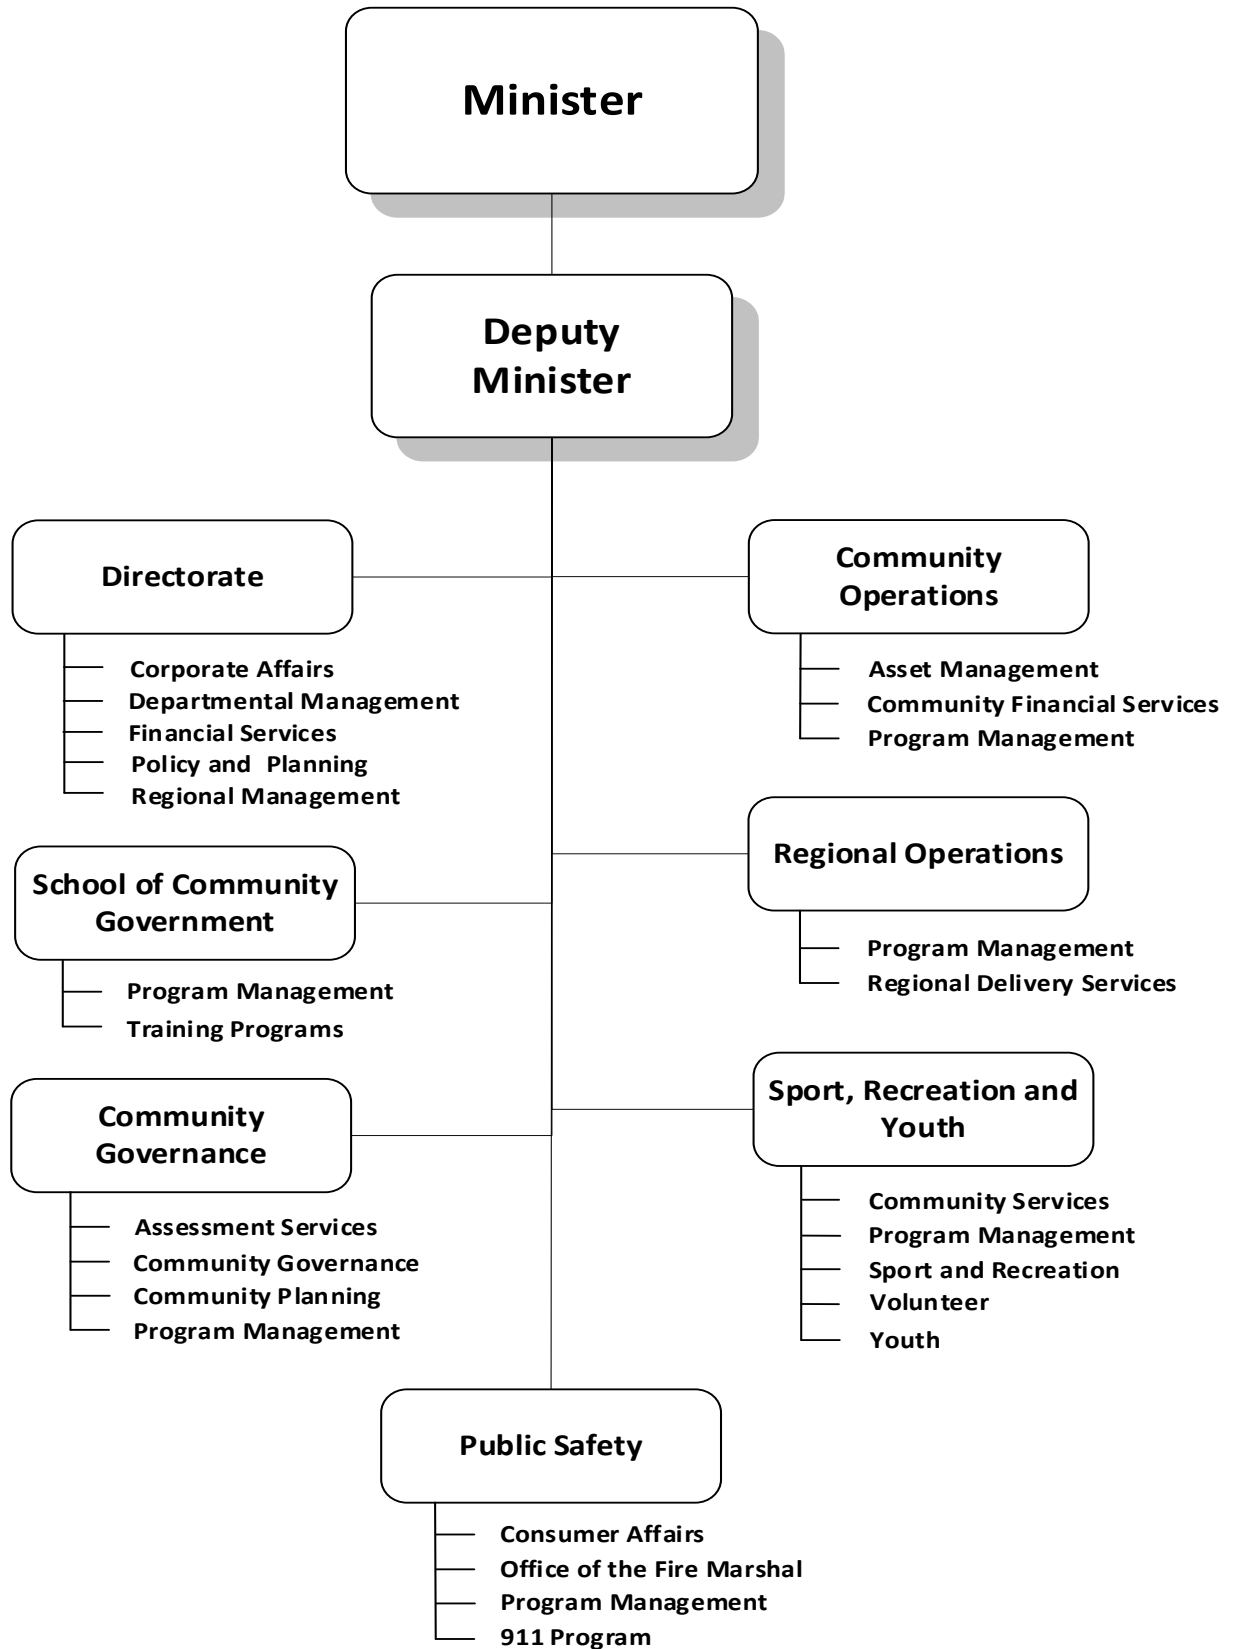 Minister
Deputy
Minister
Directorate
Corporate Affairs
Departmental Management
Financial Services
Policy and Planning
Regional Management
Community
Operations
Asset Management
Community Financial Services
Program Management
School of Community
Government
Program Management
Training Programs
Regional Operations
Program Management
Regional Delivery Services
Community
Governance
Assessment Services
Community Governance
Community Planning
Program Management
Sport, Recreation and
Youth
Community Services
Program Management
Sport and Recreation
Volunteer
Youth
Public Safety
Consumer Affairs
Office of the Fire Marshal
Program Management
911 Program